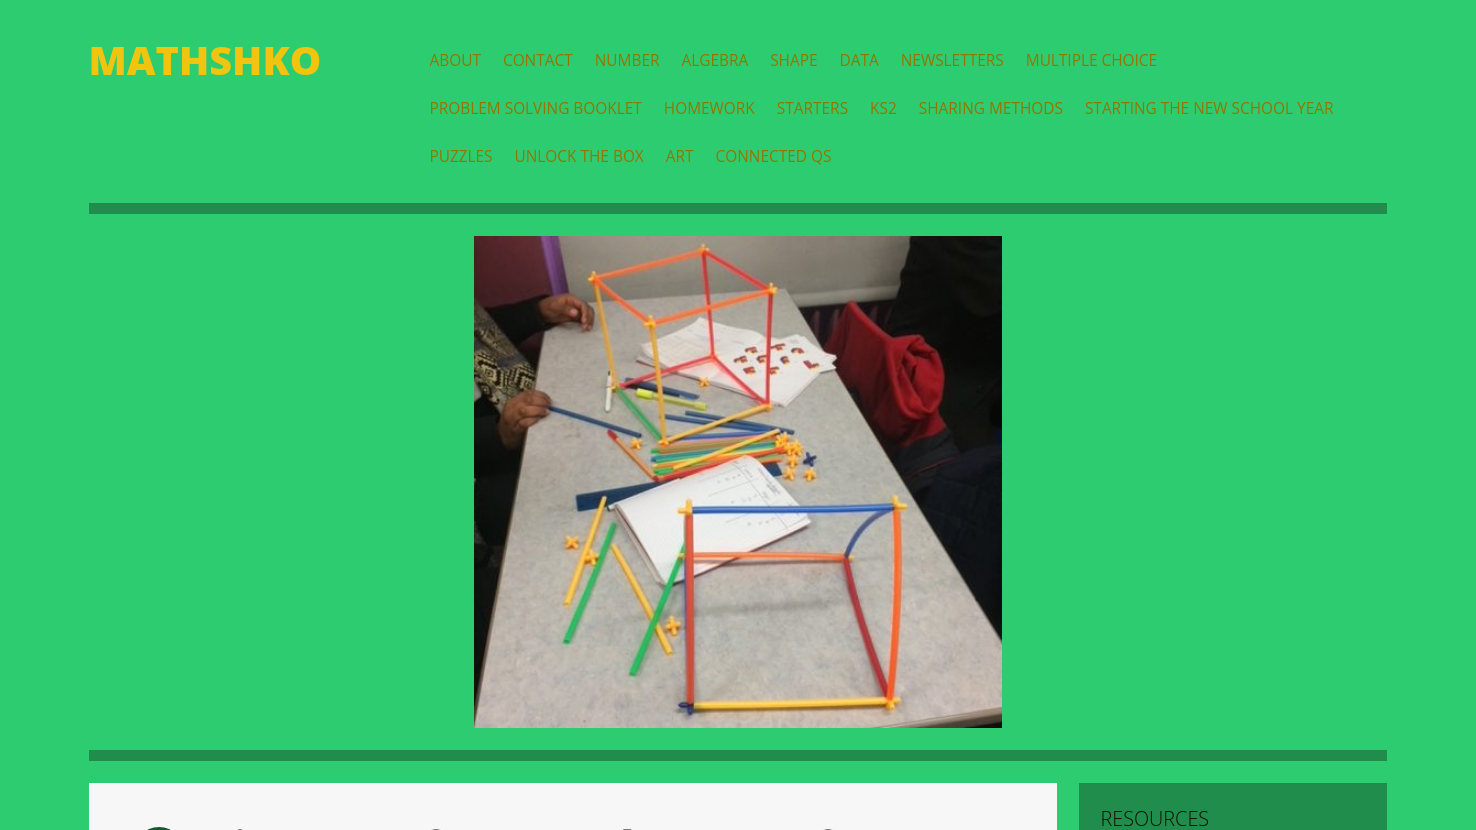 MATHSHKO
ABOUT CONTACT NUMBER ALGEBRA SHAPE DATA NEWSLETTERS MULTIPLE CHOICE
PROBLEM SOLVING BOOKLET HOMEWORK STARTERS KS2 SHARING METHODS STARTING THE NEW SCHOOL YEAR
PUZZLES UNLOCK THE BOX ART CONNECTED QS
RESOURCES